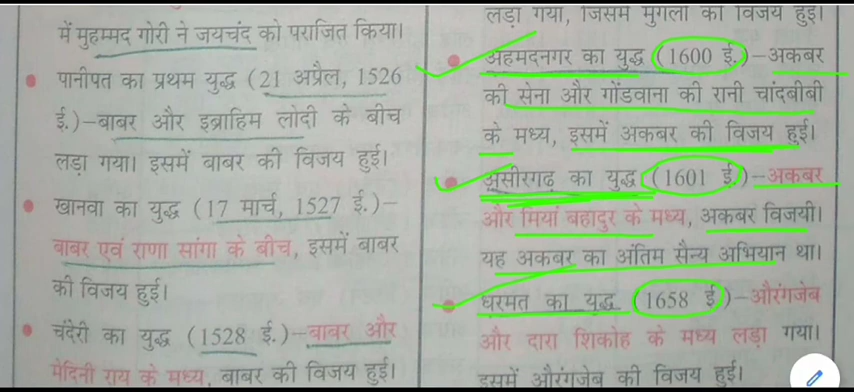 में मुहम्मद गोरी ने जयचंद को पराजित किया।
पानीपत का प्रथम युद्ध (21 अप्रैल, 1526
ई.)–बाबर और इब्राहिम लोदी के बीच
लड़ा गया। इसमें बाबर की विजय हुई।
खानवा का युद्ध (17 मार्च, 1527 ई.)–
बाबर एवं राणा सांगा के बीच, इसमें बाबर
की विजय हुई।
चंदेरी का युद्ध (1528 ई.)–बाबर और
मेदिनी राय के मध्य, बाबर की विजय हुई।
लड़ा गया, जिसमें मुगलों की विजय हुई।
अहमदनगर का युद्ध (1600 ई.)–अकबर
की सेना और गोंडवाना की रानी चांदबीबी
के मध्य, इसमें अकबर की विजय हुई।
असीरगढ़ का युद्ध (1601 ई.)–अकबर
और मियां बहादुर के मध्य, अकबर विजयी।
यह अकबर का अंतिम सैन्य अभियान था।
धरमत का युद्ध (1658 ई.)–औरंगजेब
और दारा शिकोह के मध्य लड़ा गया।
इसमें औरंगजेब की विजय हुई।